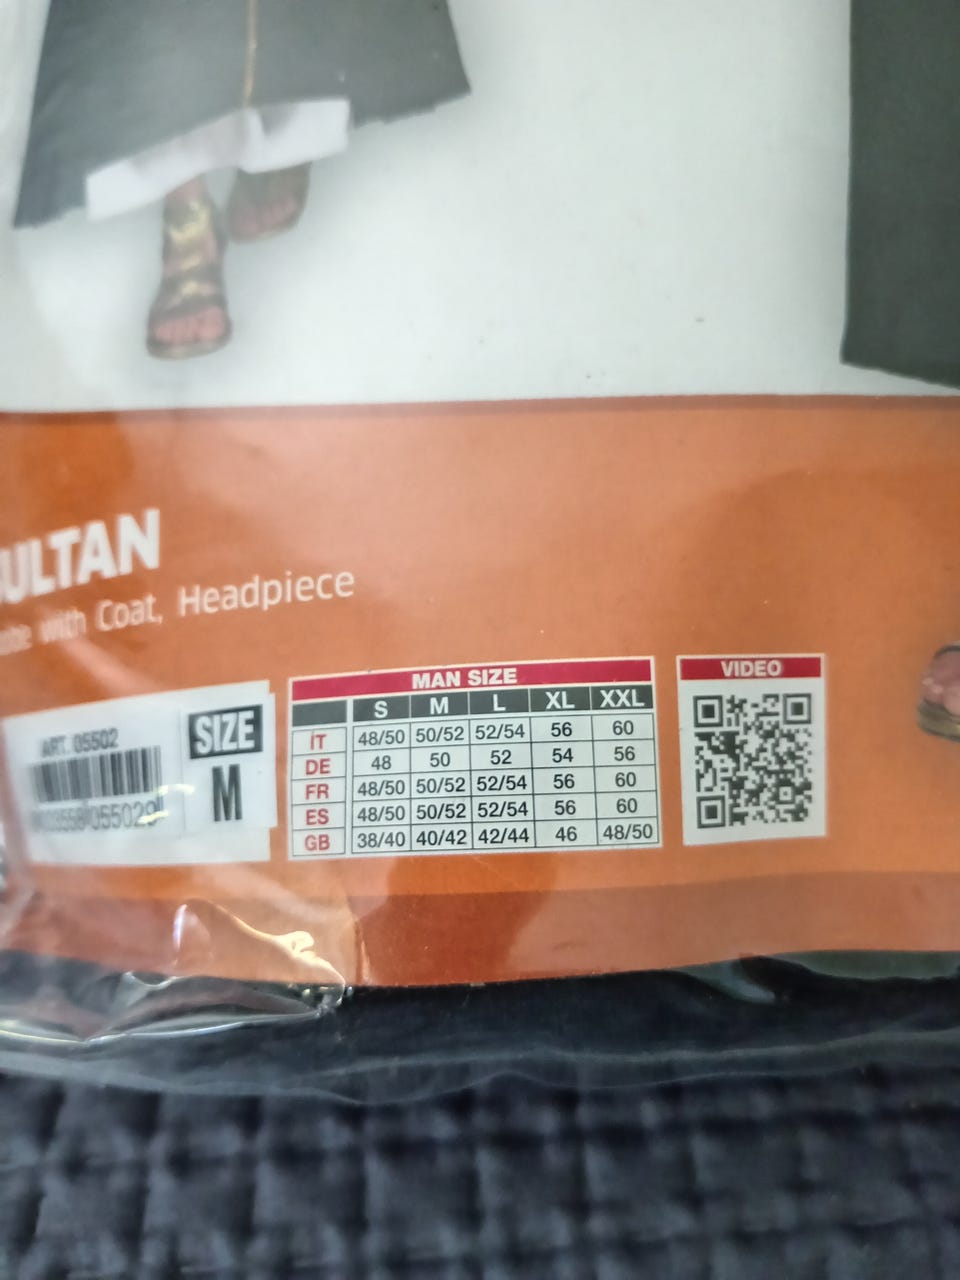 ULTAN
with Coat, Headpiece
ART. 05502
SIZE
M
055029
MAN SIZE
S M L XL XXL
IT 48/50 50/52 52/54 56 60
DE 48 50 52 54 56
FR 48/50 50/52 52/54 56 60
ES 48/50 50/52 52/54 56 60
GB 38/40 40/42 42/44 46 48/50
VIDEO